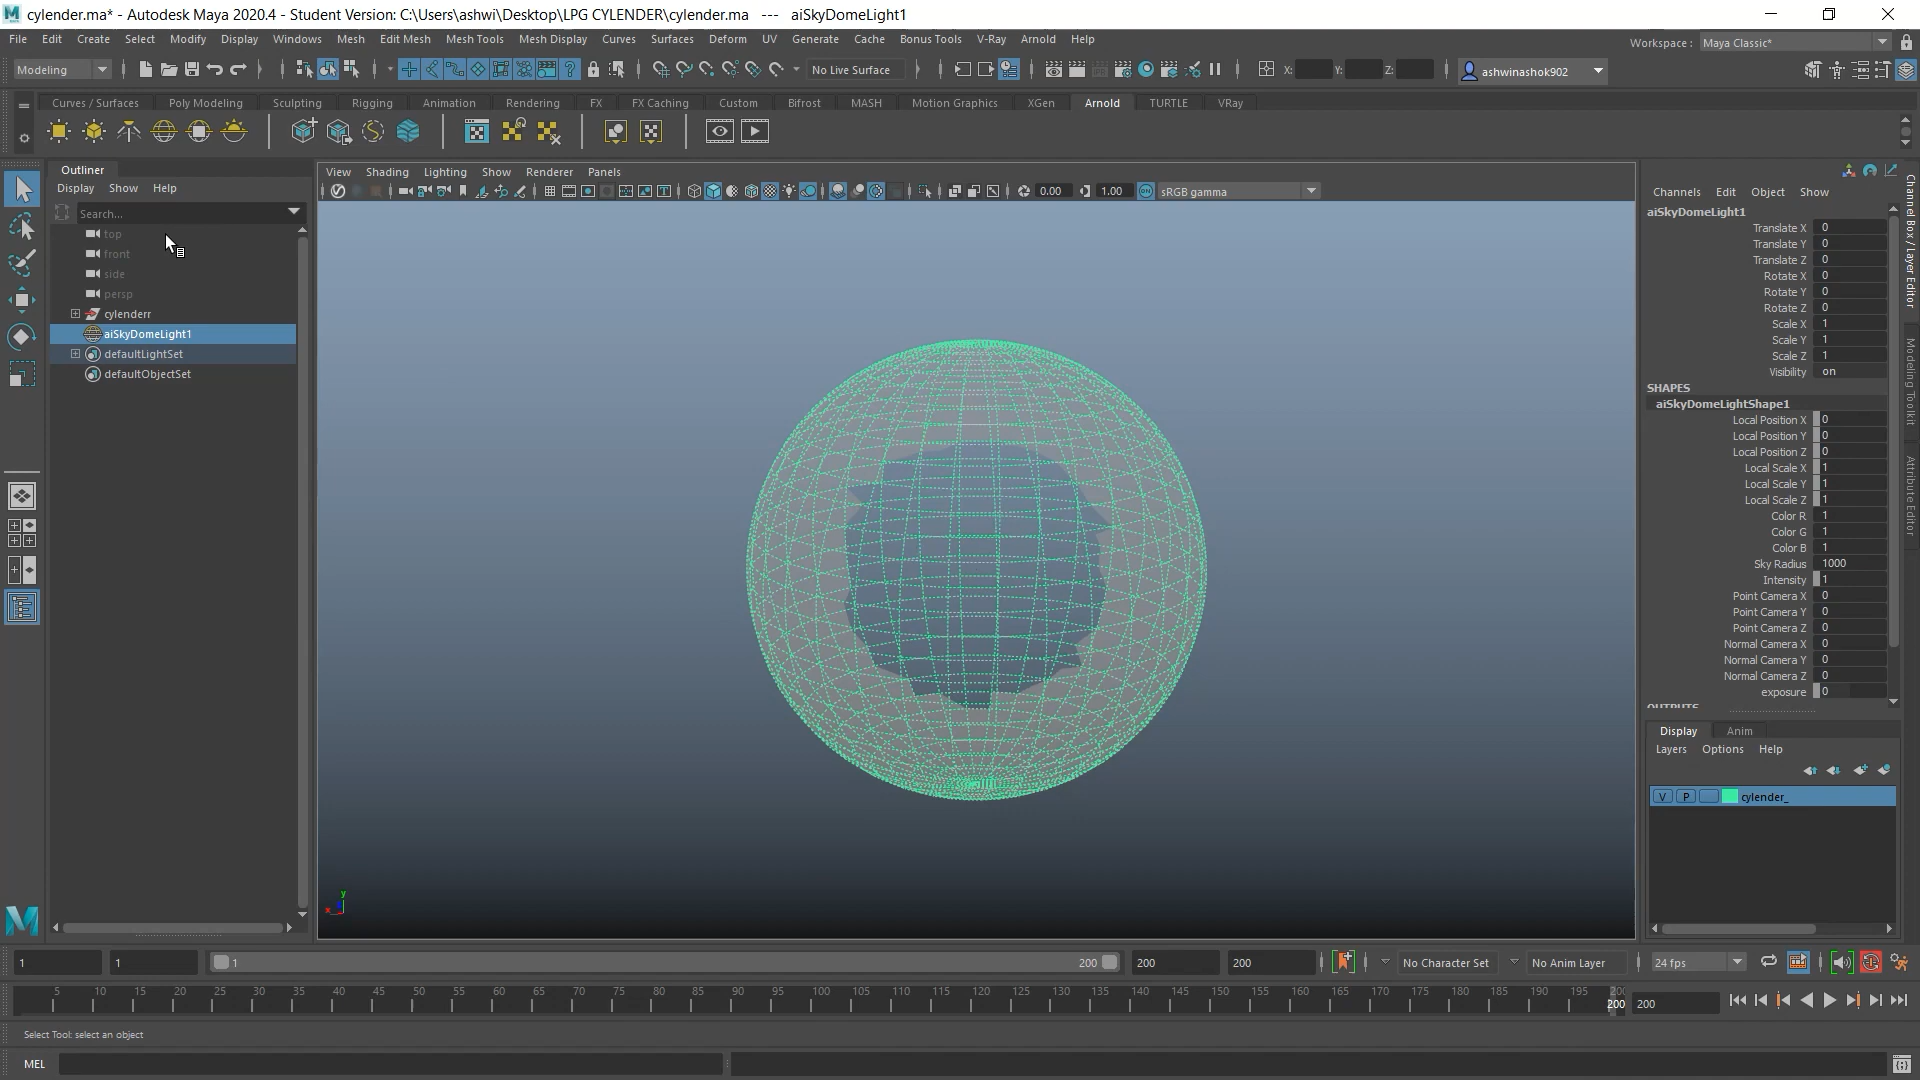 cylender.ma* - Autodesk Maya 2020.4 - Student Version: C:\Users\ashwi\Desktop\LPG CYLENDER\cylender.ma   ---   aiSkyDomeLight1
File Edit Create Select Modify Display Windows Mesh Edit Mesh Mesh Tools Mesh Display Curves Surfaces Deform UV Generate Cache Bonus Tools V-Ray Arnold Help
Workspace : Maya Classic*
Modeling No Live Surface X: Y: Z: ashwinashok902
Curves / Surfaces Poly Modeling Sculpting Rigging Animation Rendering FX FX Caching Custom Bifrost MASH Motion Graphics XGen Arnold TURTLE VRay
Outliner
Display Show Help
Search...
top
front
side
persp
cylenderr
aiSkyDomeLight1
defaultLightSet
defaultObjectSet
View Shading Lighting Show Renderer Panels
0.00 1.00 ON sRGB gamma
y
x
Channels Edit Object Show
aiSkyDomeLight1
Translate X 0
Translate Y 0
Translate Z 0
Rotate X 0
Rotate Y 0
Rotate Z 0
Scale X 1
Scale Y 1
Scale Z 1
Visibility on
SHAPES
aiSkyDomeLightShape1
Local Position X 0
Local Position Y 0
Local Position Z 0
Local Scale X 1
Local Scale Y 1
Local Scale Z 1
Color R 1
Color G 1
Color B 1
Sky Radius 1000
Intensity 1
Point Camera X 0
Point Camera Y 0
Point Camera Z 0
Normal Camera X 0
Normal Camera Y 0
Normal Camera Z 0
exposure 0
OUTPUTS
Channel Box / Layer Editor
Modeling Toolkit
Attribute Editor
Display Anim
Layers Options Help
V P cylender_
1 1 1 200 200 200 No Character Set No Anim Layer 24 fps
5 10 15 20 25 30 35 40 45 50 55 60 65 70 75 80 85 90 95 100 105 110 115 120 125 130 135 140 145 150 155 160 165 170 175 180 185 190 195 200 200
Select Tool: select an object
MEL